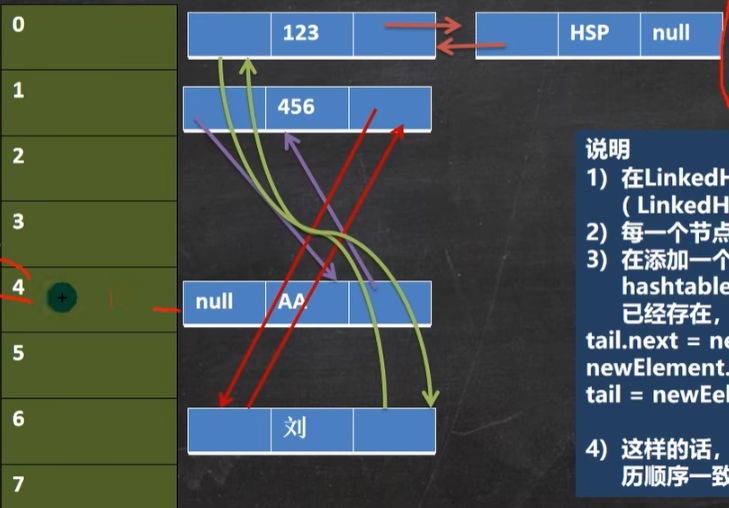 0
123
HSP
null
1
456
2
3
4
null
AA
5
6
刘
7
说明
1）在LinkedH
( LinkedH
2）每一个节点
3）在添加一个
hashtable
已经存在，
tail.next = ne
newElement.
tail = newEel
4）这样的话，
历顺序一致